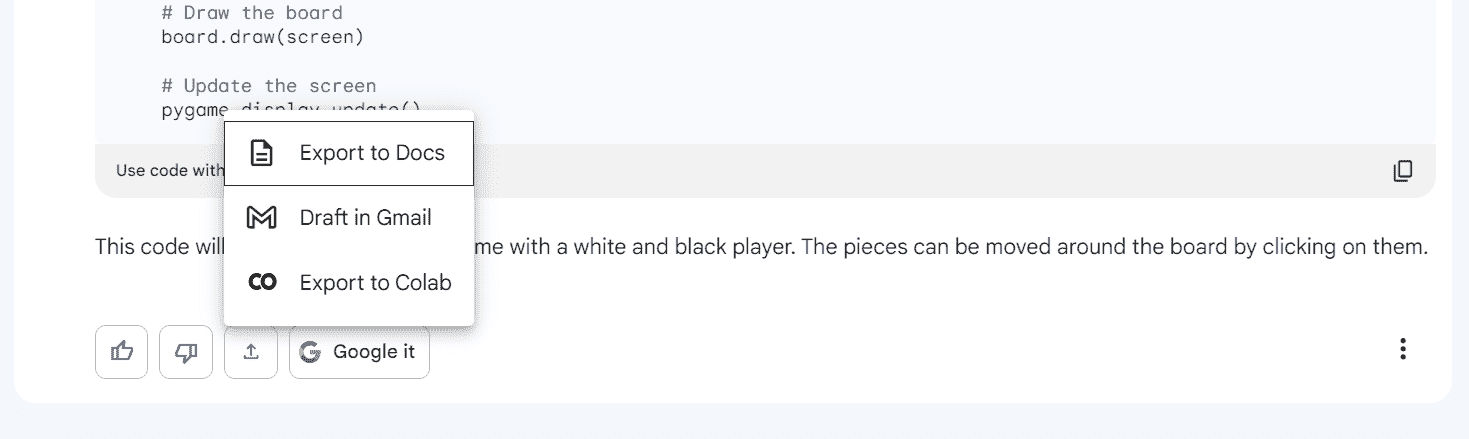 # Draw the board
board.draw(screen)
# Update the screen
pygame.display.update()
Export to Docs
Use code with
Draft in Gmail
This code will me with a white and black player. The pieces can be moved around the board by clicking on them.
Export to Colab
Google it